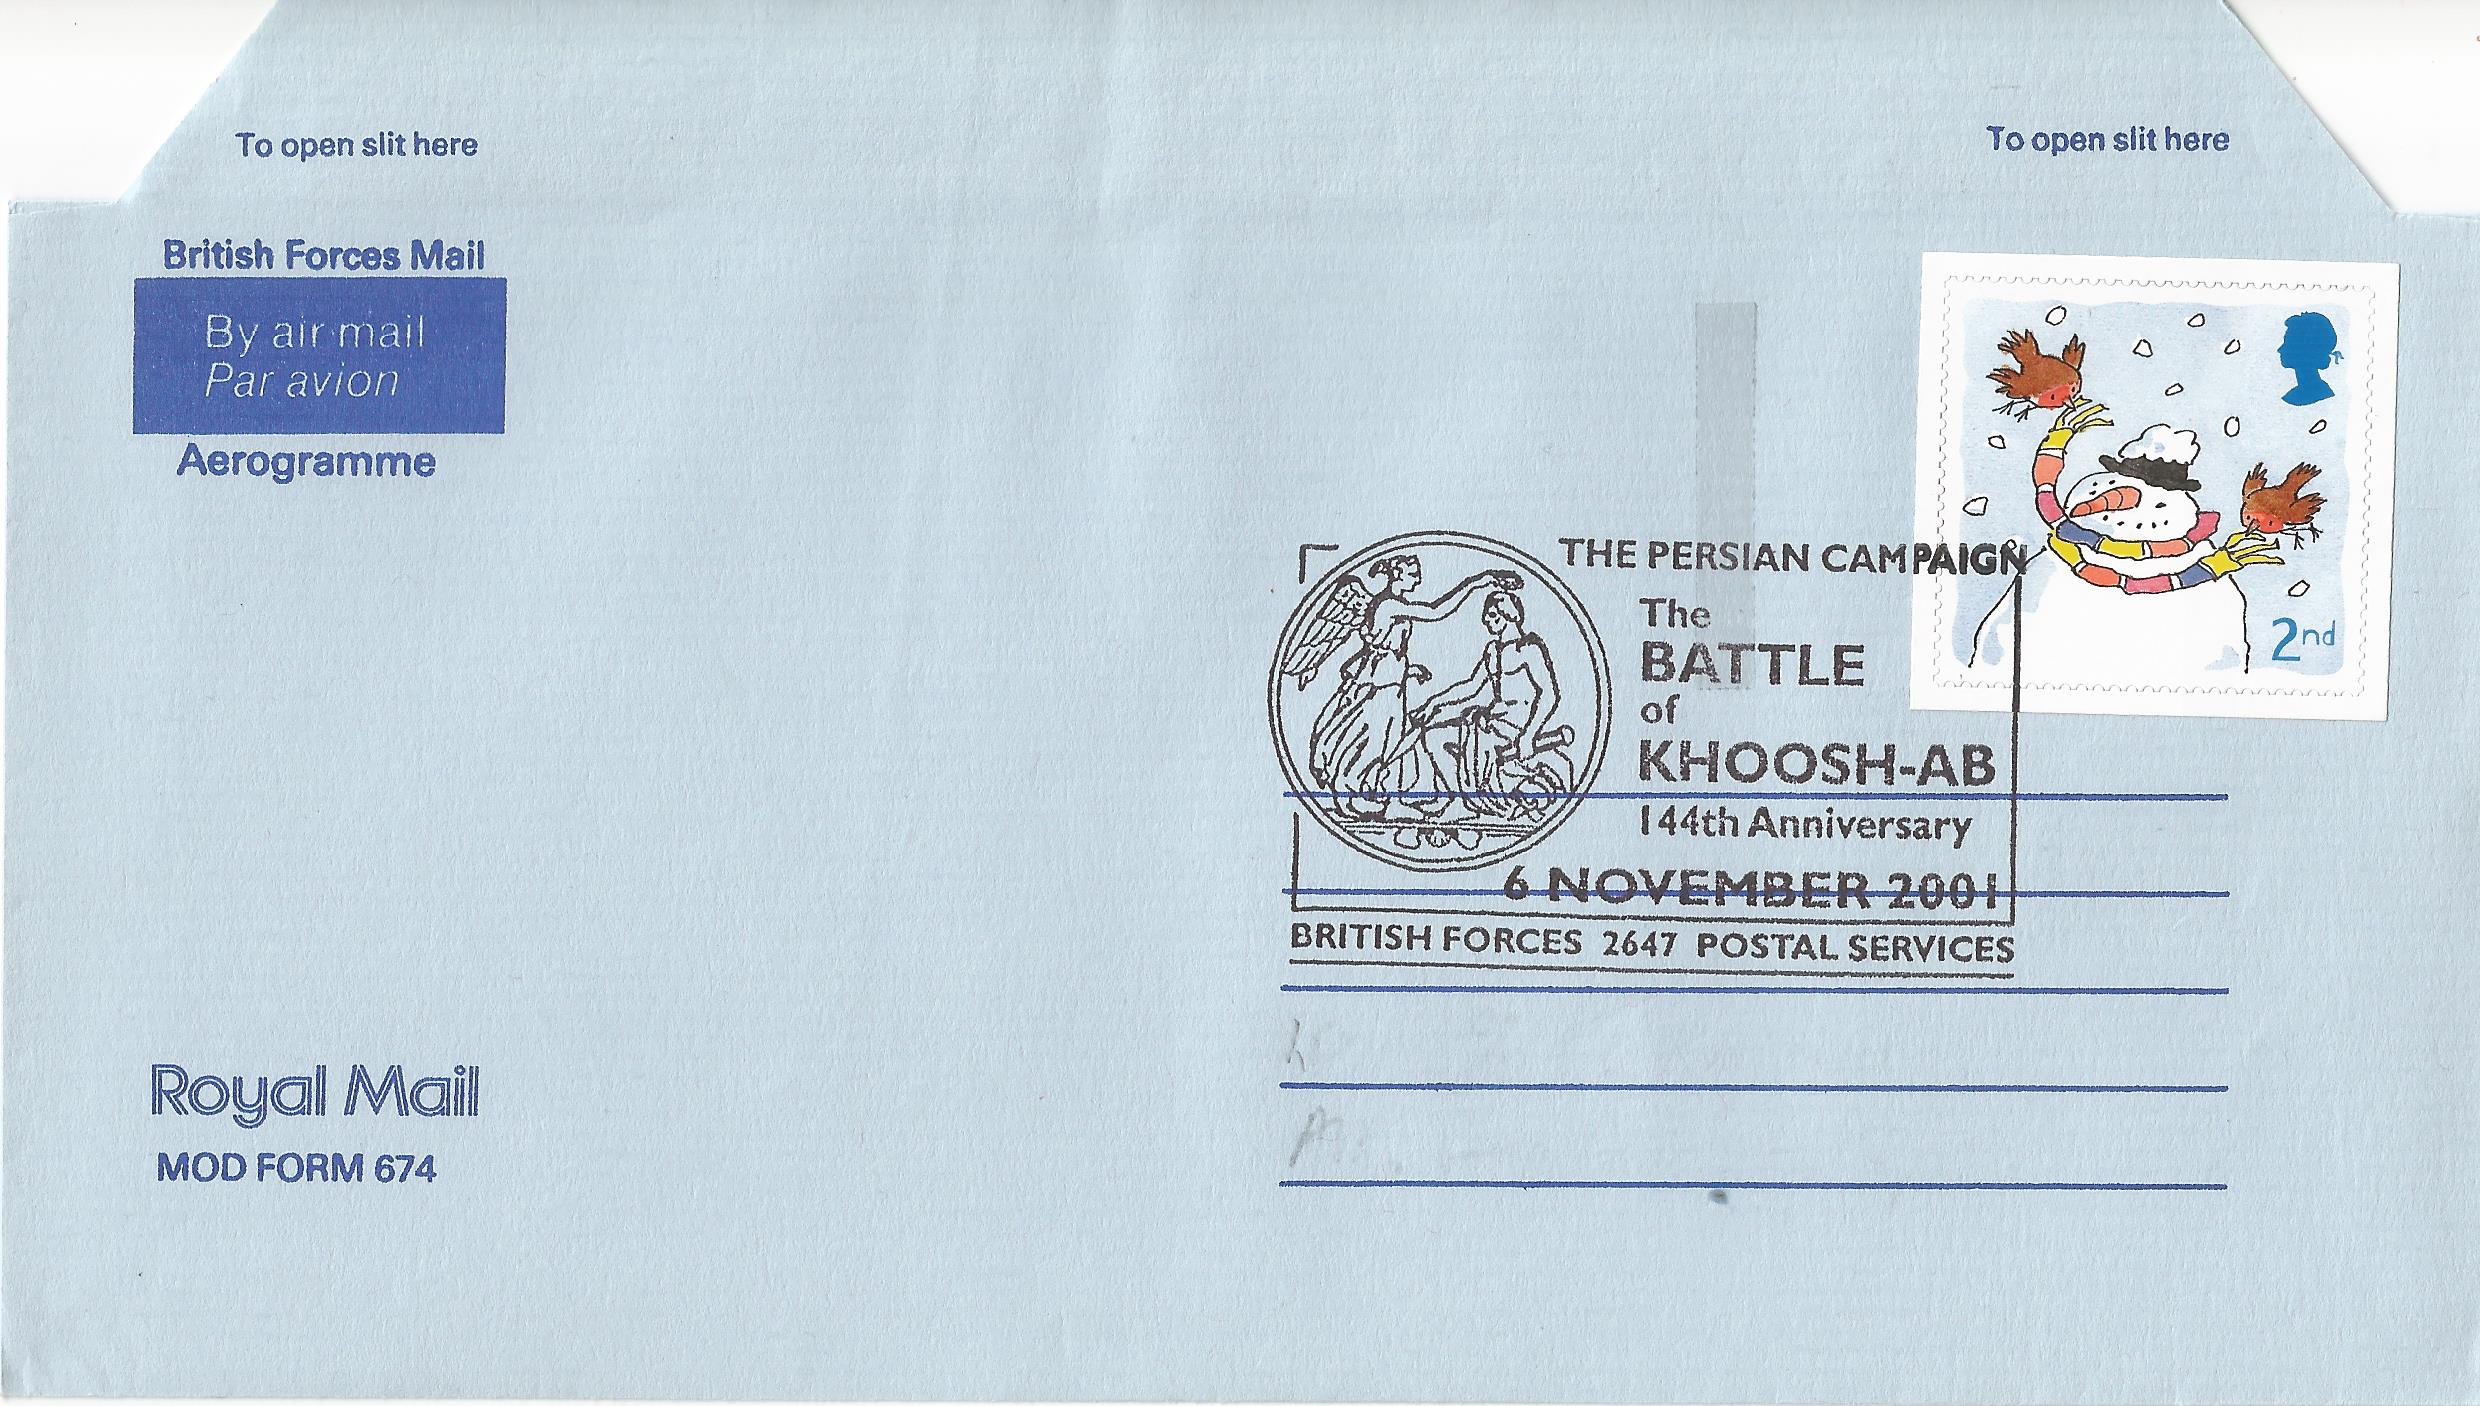 To open slit here
To open slit here
British Forces Mail
By air mail
Par avion
Aerogramme
2nd
THE PERSIAN CAMPAIGN
The
BATTLE
of
KHOOSH-AB
144th Anniversary
6 NOVEMBER 2001
BRITISH FORCES 2647 POSTAL SERVICES
Royal Mail
MOD FORM 674